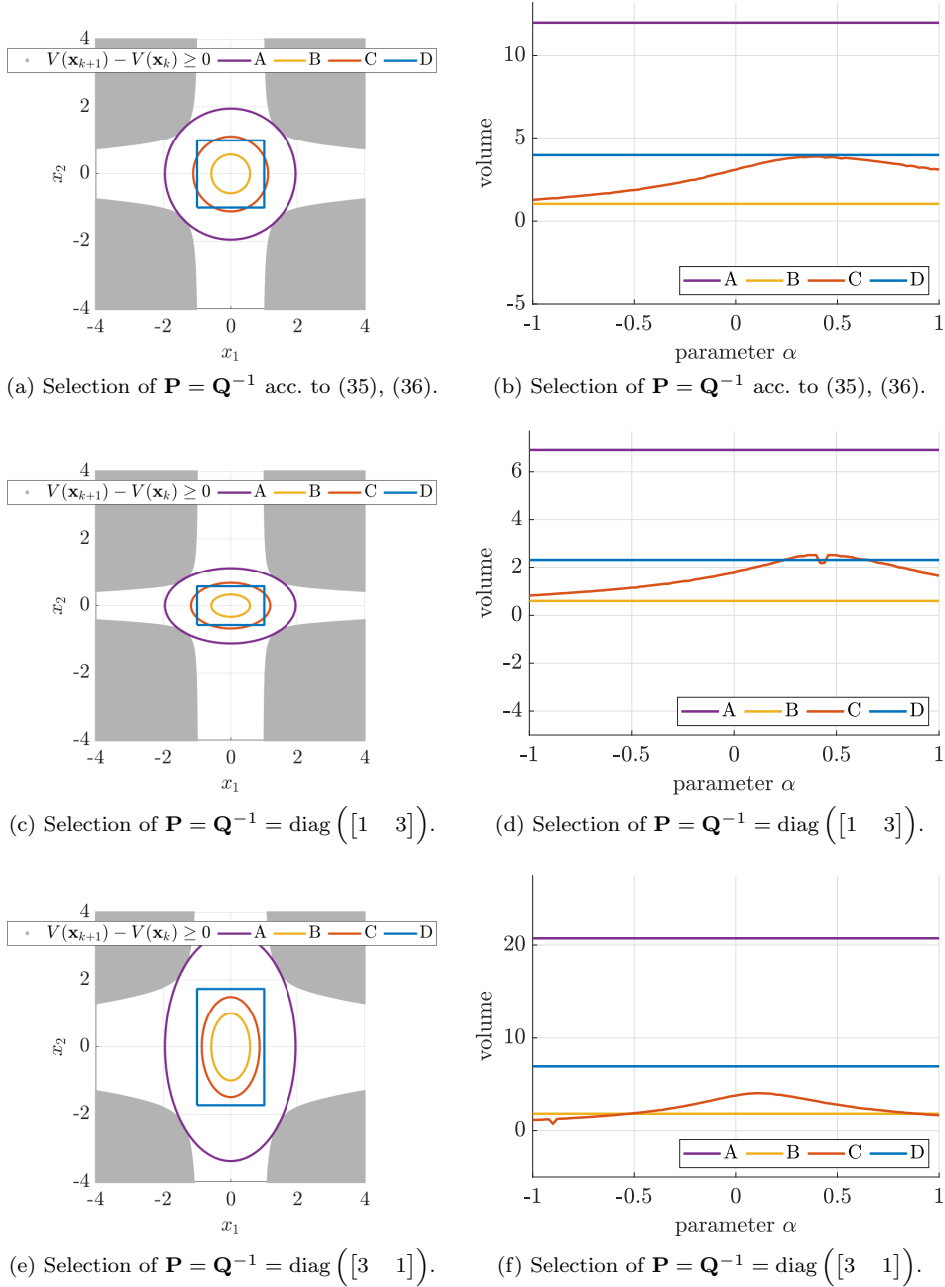 4
V(x_{k+1}) − V(x_k) ≥ 0 A B C D
2
x_2
0
-2
-4
-4 -2 0 2 4
x_1
(a) Selection of P = Q^{−1} acc. to (35), (36).
10
volume
5
0
A B C D
-5
-1 -0.5 0 0.5 1
parameter α
(b) Selection of P = Q^{−1} acc. to (35), (36).
4
V(x_{k+1}) − V(x_k) ≥ 0 A B C D
2
x_2
0
-2
-4
-4 -2 0 2 4
x_1
(c) Selection of P = Q^{−1} = diag ([1 3]).
6
4
volume
2
0
-2
-4
A B C D
-1 -0.5 0 0.5 1
parameter α
(d) Selection of P = Q^{−1} = diag ([1 3]).
4
V(x_{k+1}) − V(x_k) ≥ 0 A B C D
2
x_2
0
-2
-4
-4 -2 0 2 4
x_1
(e) Selection of P = Q^{−1} = diag ([3 1]).
20
volume
10
0
A B C D
-1 -0.5 0 0.5 1
parameter α
(f) Selection of P = Q^{−1} = diag ([3 1]).